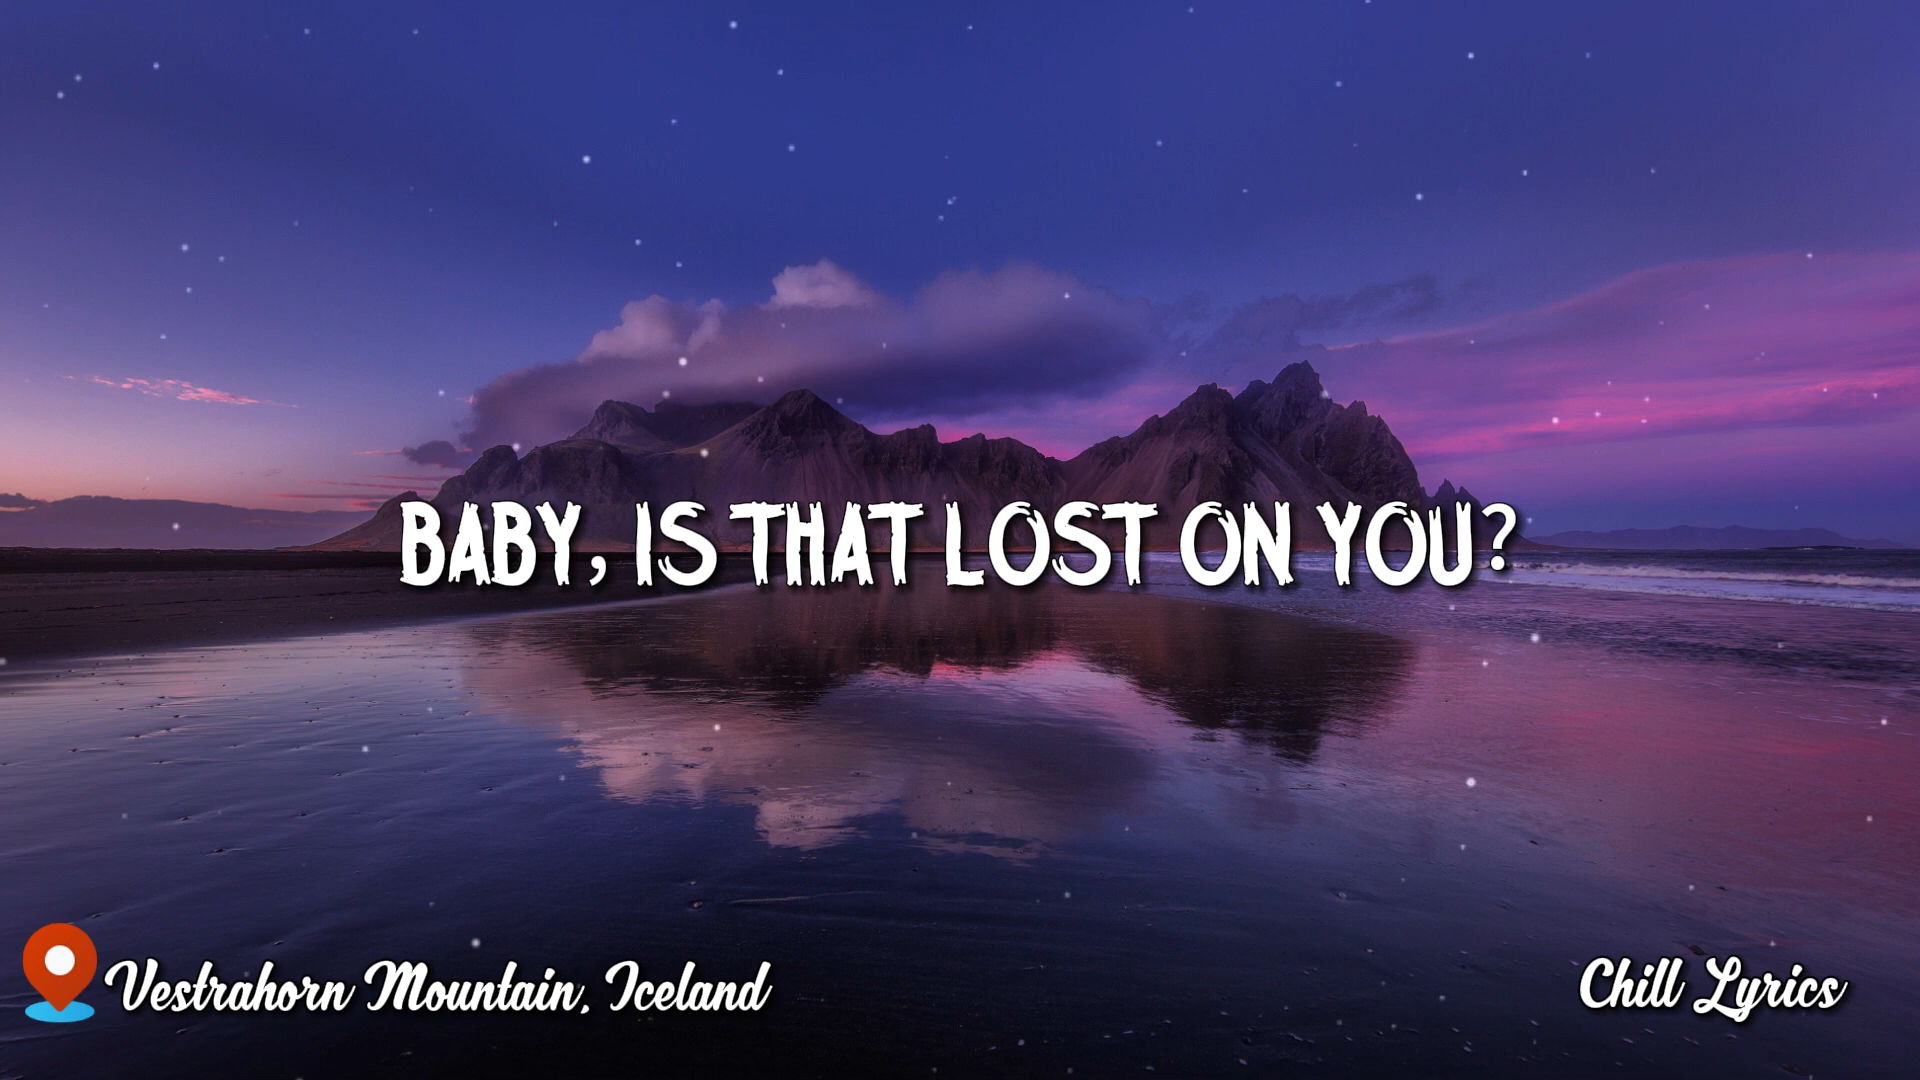 BABY, IS THAT LOST ON YOU?
Vestrahorn Mountain, Iceland
Chill Lyrics